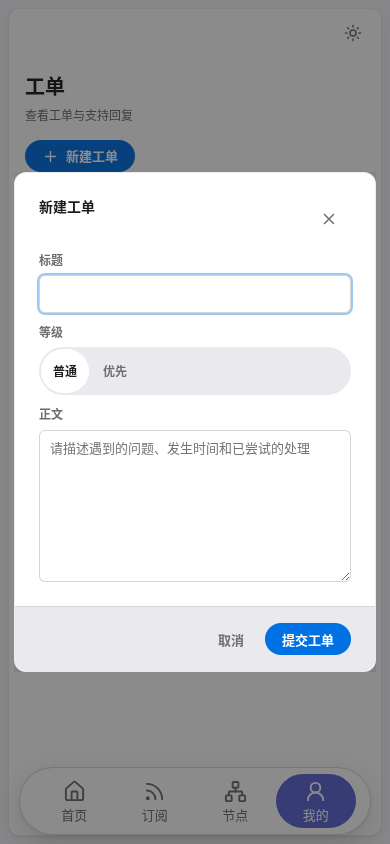 工单
查看工单与支持回复
新建工单
新建工单
标题
等级
普通 优先
正文
请描述遇到的问题、发生时间和已尝试的处理
取消 提交工单
首页 订阅 节点 我的